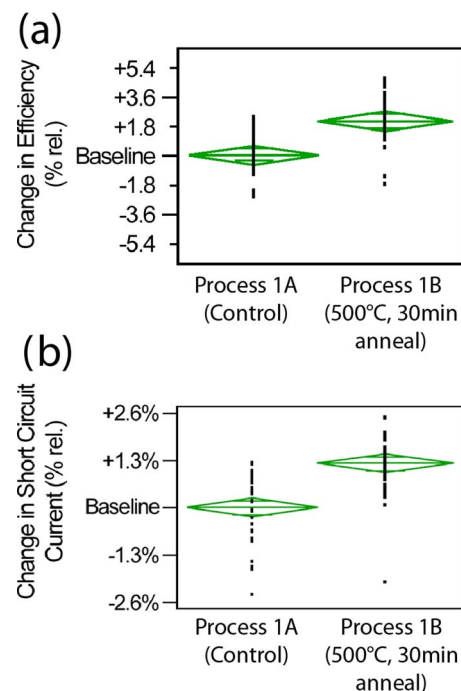 (a)
Change in Efficiency
(% rel.)
+5.4
+3.6
+1.8
Baseline
-1.8
-3.6
-5.4
Process 1A
(Control)
Process 1B
(500°C, 30min
anneal)
(b)
Change in Short Circuit
Current (% rel.)
+2.6%
+1.3%
Baseline
-1.3%
-2.6%
Process 1A
(Control)
Process 1B
(500°C, 30min
anneal)